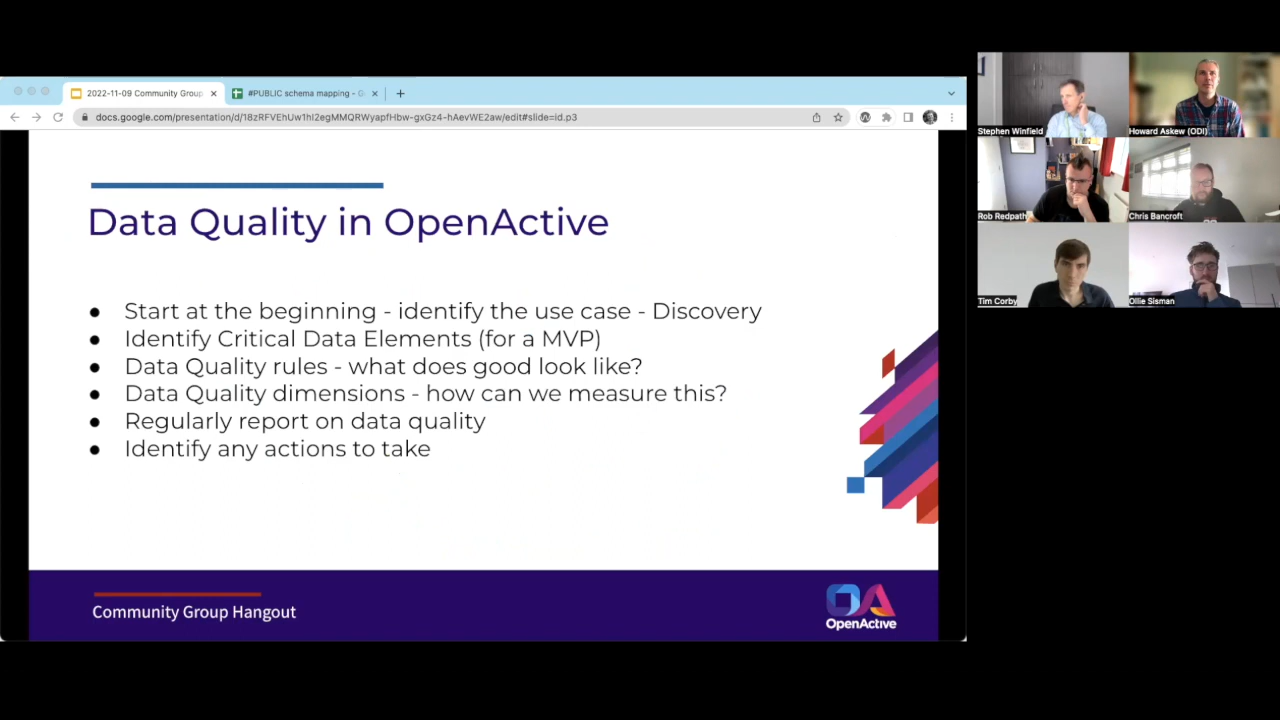 2022-11-09 Community Group
#PUBLIC schema mapping - G
docs.google.com/presentation/d/18zRFVEhUw1hI2egMMQRWyapfHbw-gxGz4-hAevWE2aw/edit#slide=id.p3
Data Quality in OpenActive
● Start at the beginning - identify the use case - Discovery
● Identify Critical Data Elements (for a MVP)
● Data Quality rules - what does good look like?
● Data Quality dimensions - how can we measure this?
● Regularly report on data quality
● Identify any actions to take
Community Group Hangout
OA
OpenActive
Stephen Winfield
Howard Askew (ODI)
Rob Redpath
Chris Bancroft
Tim Corby
Ollie Sisman